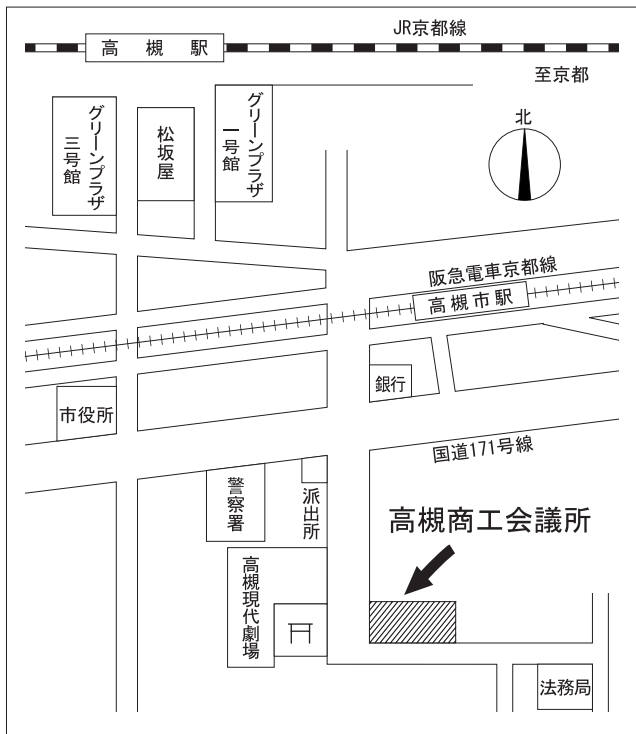 JR京都線
高槻駅
至京都
グリーンプラザ
三号館
松坂屋
グリーンプラザ
一号館
北
阪急電車京都線
高槻市駅
銀行
市役所
国道171号線
警察署
派出所
高槻商工会議所
高槻現代劇場
法務局